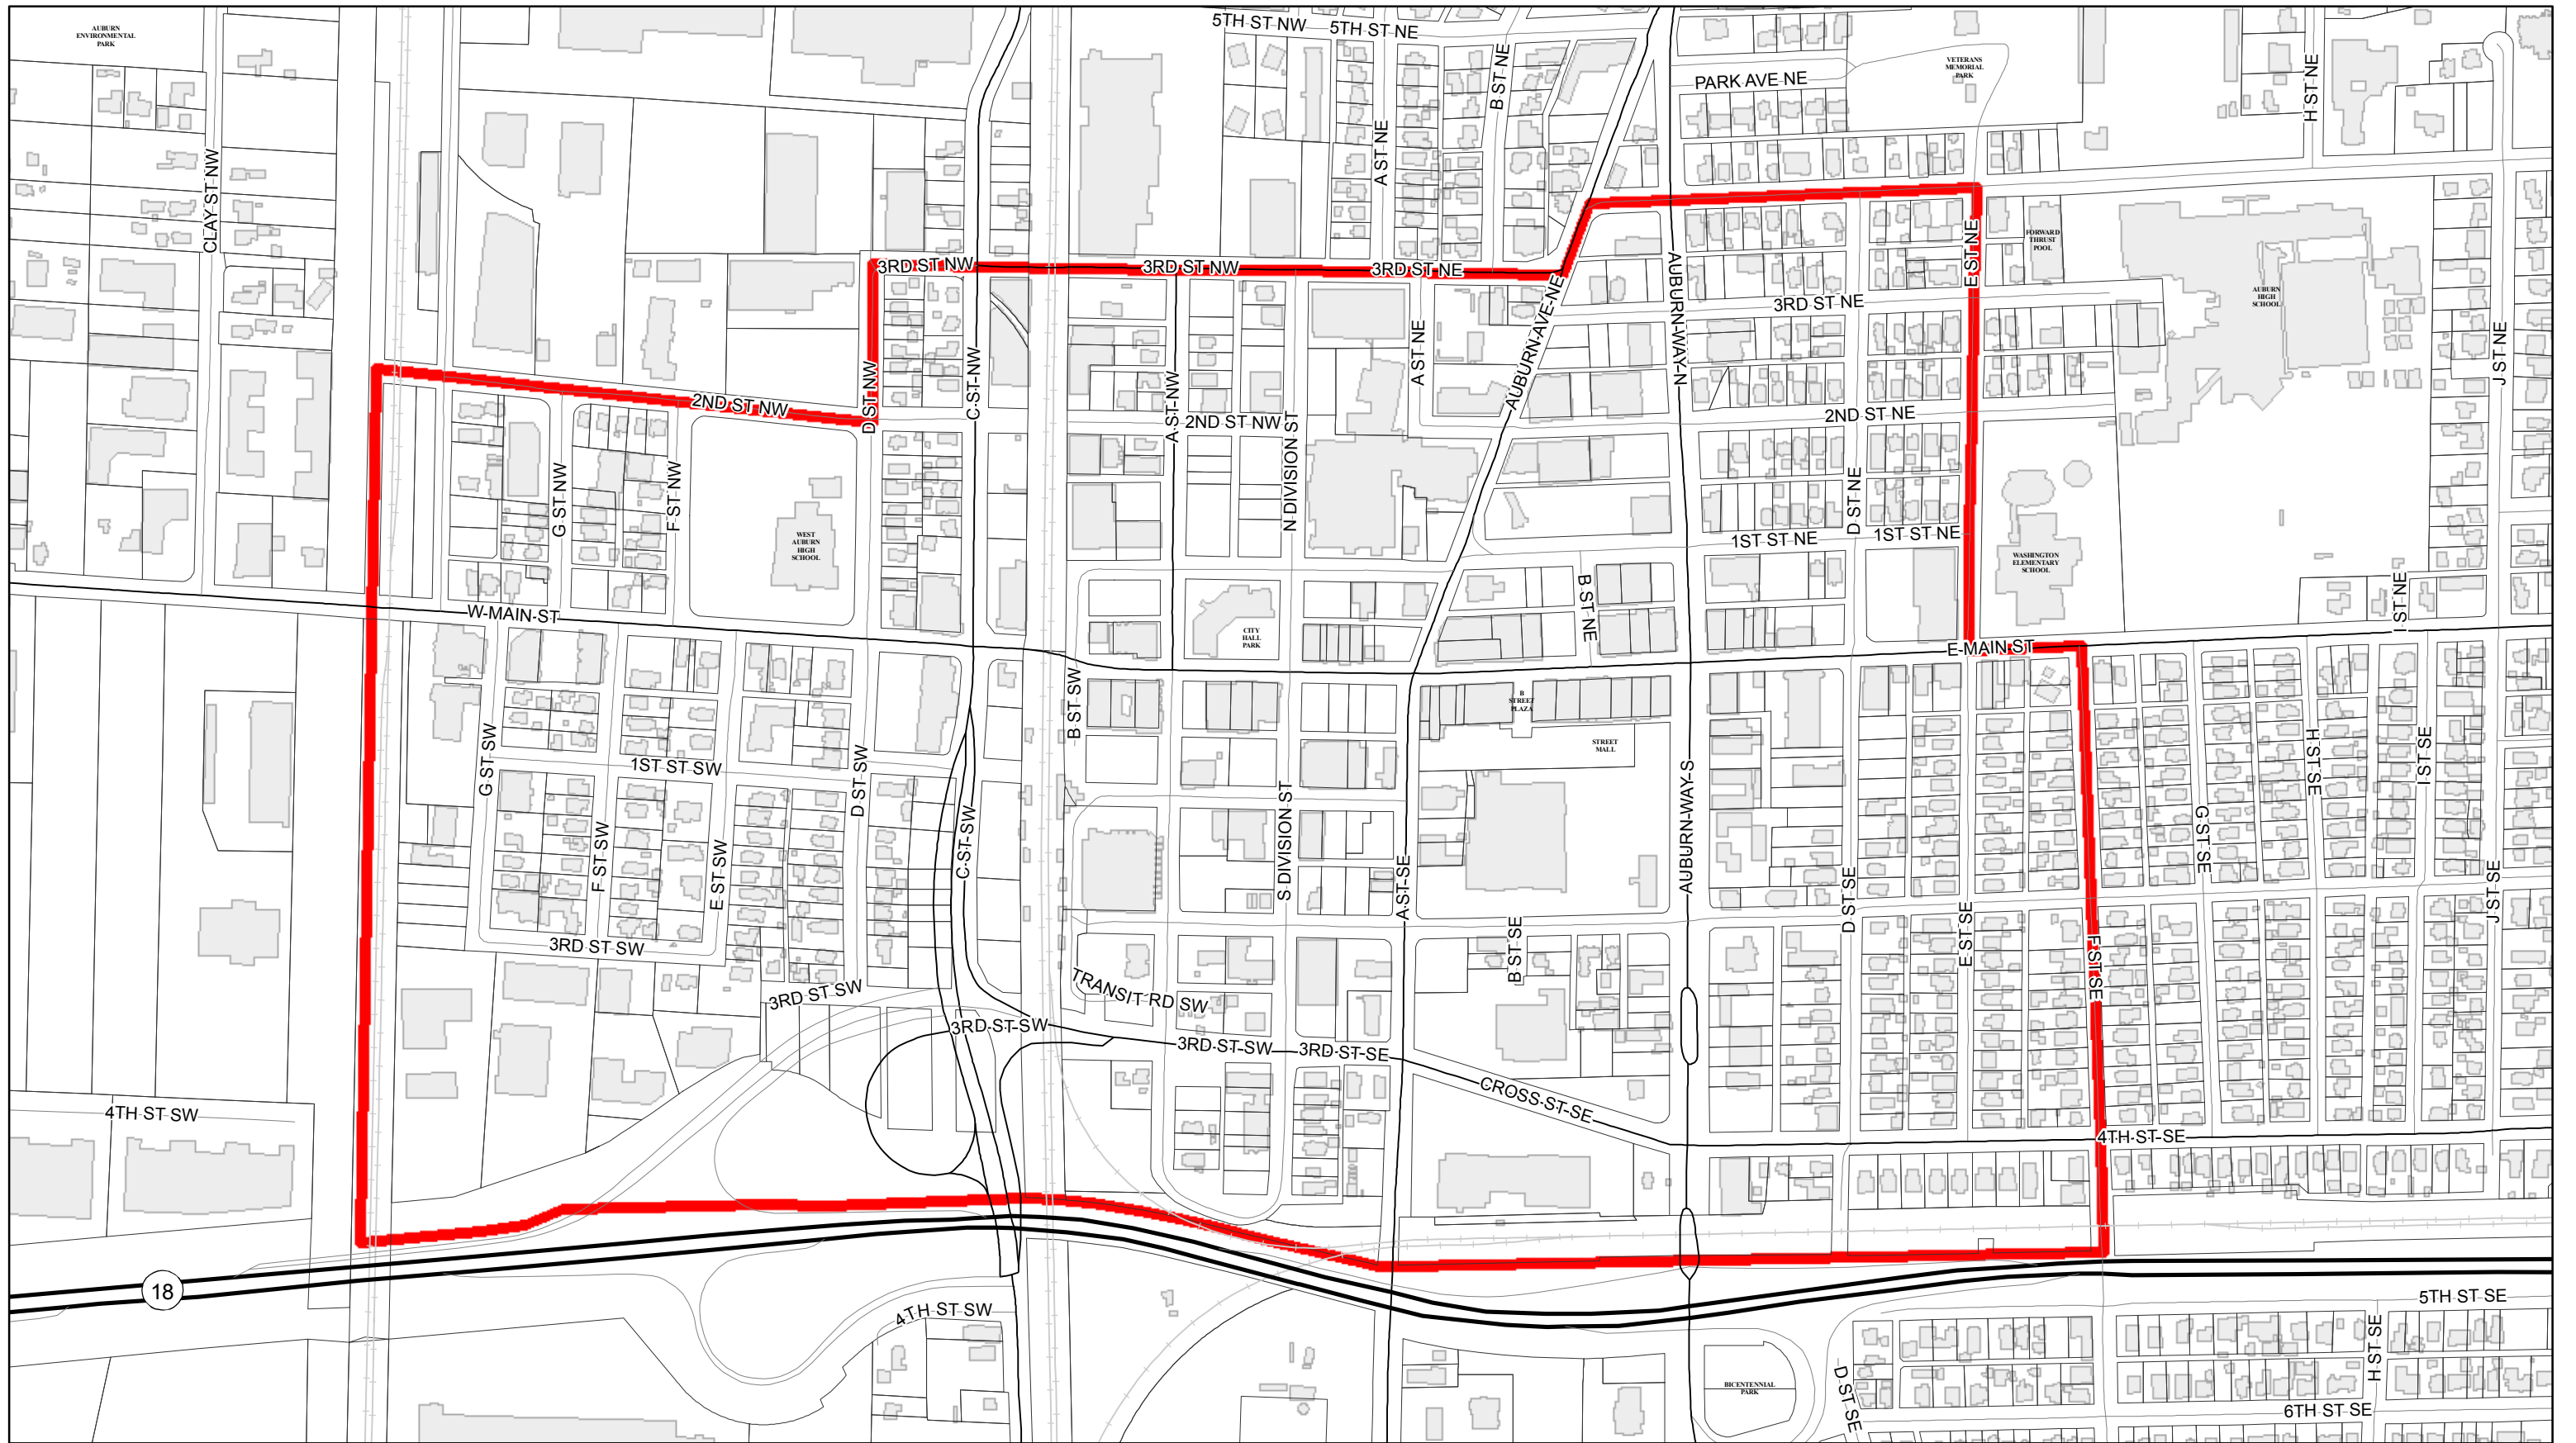 5TH ST NW
5TH ST NE
AUBURN
ENVIRONMENTAL
PARK
B ST NE
VETERANS
MEMORIAL
PARK
PARK AVE NE
H ST NE
A ST NE
CLAY ST NW
E ST NE
FORWARD
THRUST
POOL
3RD ST NW
3RD ST NW
3RD ST NE
AUBURN
HIGH
SCHOOL
3RD ST NE
AUBURN WAY N
AUBURN AVE NE
A ST NE
J ST NE
C ST NW
D ST NW
A ST NW
2ND ST NW
2ND ST NW
2ND ST NE
N DIVISION ST
G ST NW
F ST NW
D ST NE
WEST
AUBURN
HIGH
SCHOOL
1ST ST NE
1ST ST NE
WASHINGTON
ELEMENTARY
SCHOOL
B ST NE
I ST NE
W MAIN ST
CITY
HALL
PARK
E MAIN ST
B ST SW
B
STREET
PLAZA
STREET
MALL
G ST SW
1ST ST SW
D ST SW
H ST SE
I ST SE
F ST SW
E ST SW
C ST SW
S DIVISION ST
A ST SE
AUBURN WAY S
G ST SE
D ST SE
J ST SE
3RD ST SW
B ST SE
E ST SE
F ST SE
3RD ST SW
TRANSIT RD SW
3RD ST SW
3RD ST SW
3RD ST SE
CROSS ST SE
4TH ST SW
4TH ST SE
18
4TH ST SW
5TH ST SE
H ST SE
BICENTENNIAL
PARK
D ST SE
6TH ST SE